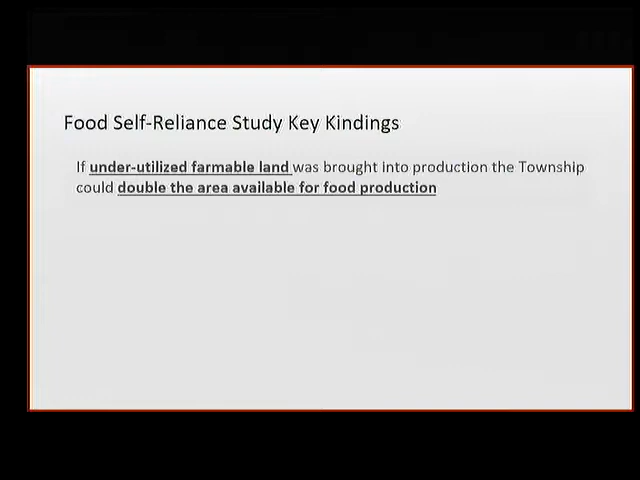 Food Self-Reliance Study Key Kindings
If under-utilized farmable land was brought into production the Township
could double the area available for food production